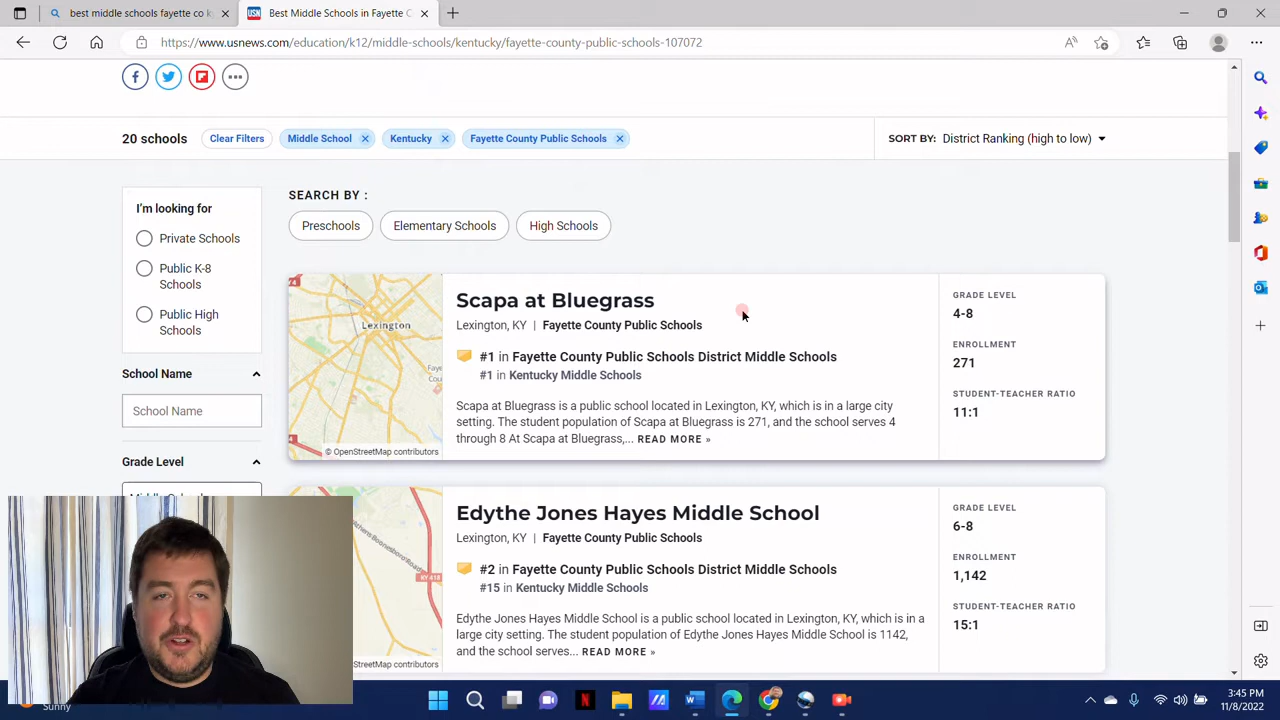 best middle schools fayette co k
Best Middle Schools in Fayette C
https://www.usnews.com/education/k12/middle-schools/kentucky/fayette-county-public-schools-107072
20 schools
Clear Filters
Middle School
Kentucky
Fayette County Public Schools
SORT BY: District Ranking (high to low)
I'm looking for
Private Schools
Public K-8
Schools
Public High
Schools
School Name
School Name
Grade Level
SEARCH BY :
Preschools
Elementary Schools
High Schools
Lexington
© OpenStreetMap contributors
Scapa at Bluegrass
Lexington, KY | Fayette County Public Schools
#1 in Fayette County Public Schools District Middle Schools
#1 in Kentucky Middle Schools
Scapa at Bluegrass is a public school located in Lexington, KY, which is in a large city
setting. The student population of Scapa at Bluegrass is 271, and the school serves 4
through 8 At Scapa at Bluegrass,... READ MORE »
GRADE LEVEL
4-8
ENROLLMENT
271
STUDENT-TEACHER RATIO
11:1
KY 418
StreetMap contributors
Edythe Jones Hayes Middle School
Lexington, KY | Fayette County Public Schools
#2 in Fayette County Public Schools District Middle Schools
#15 in Kentucky Middle Schools
Edythe Jones Hayes Middle School is a public school located in Lexington, KY, which is in a
large city setting. The student population of Edythe Jones Hayes Middle School is 1142,
and the school serves... READ MORE »
GRADE LEVEL
6-8
ENROLLMENT
1,142
STUDENT-TEACHER RATIO
15:1
Sunny
3:45 PM
11/8/2022